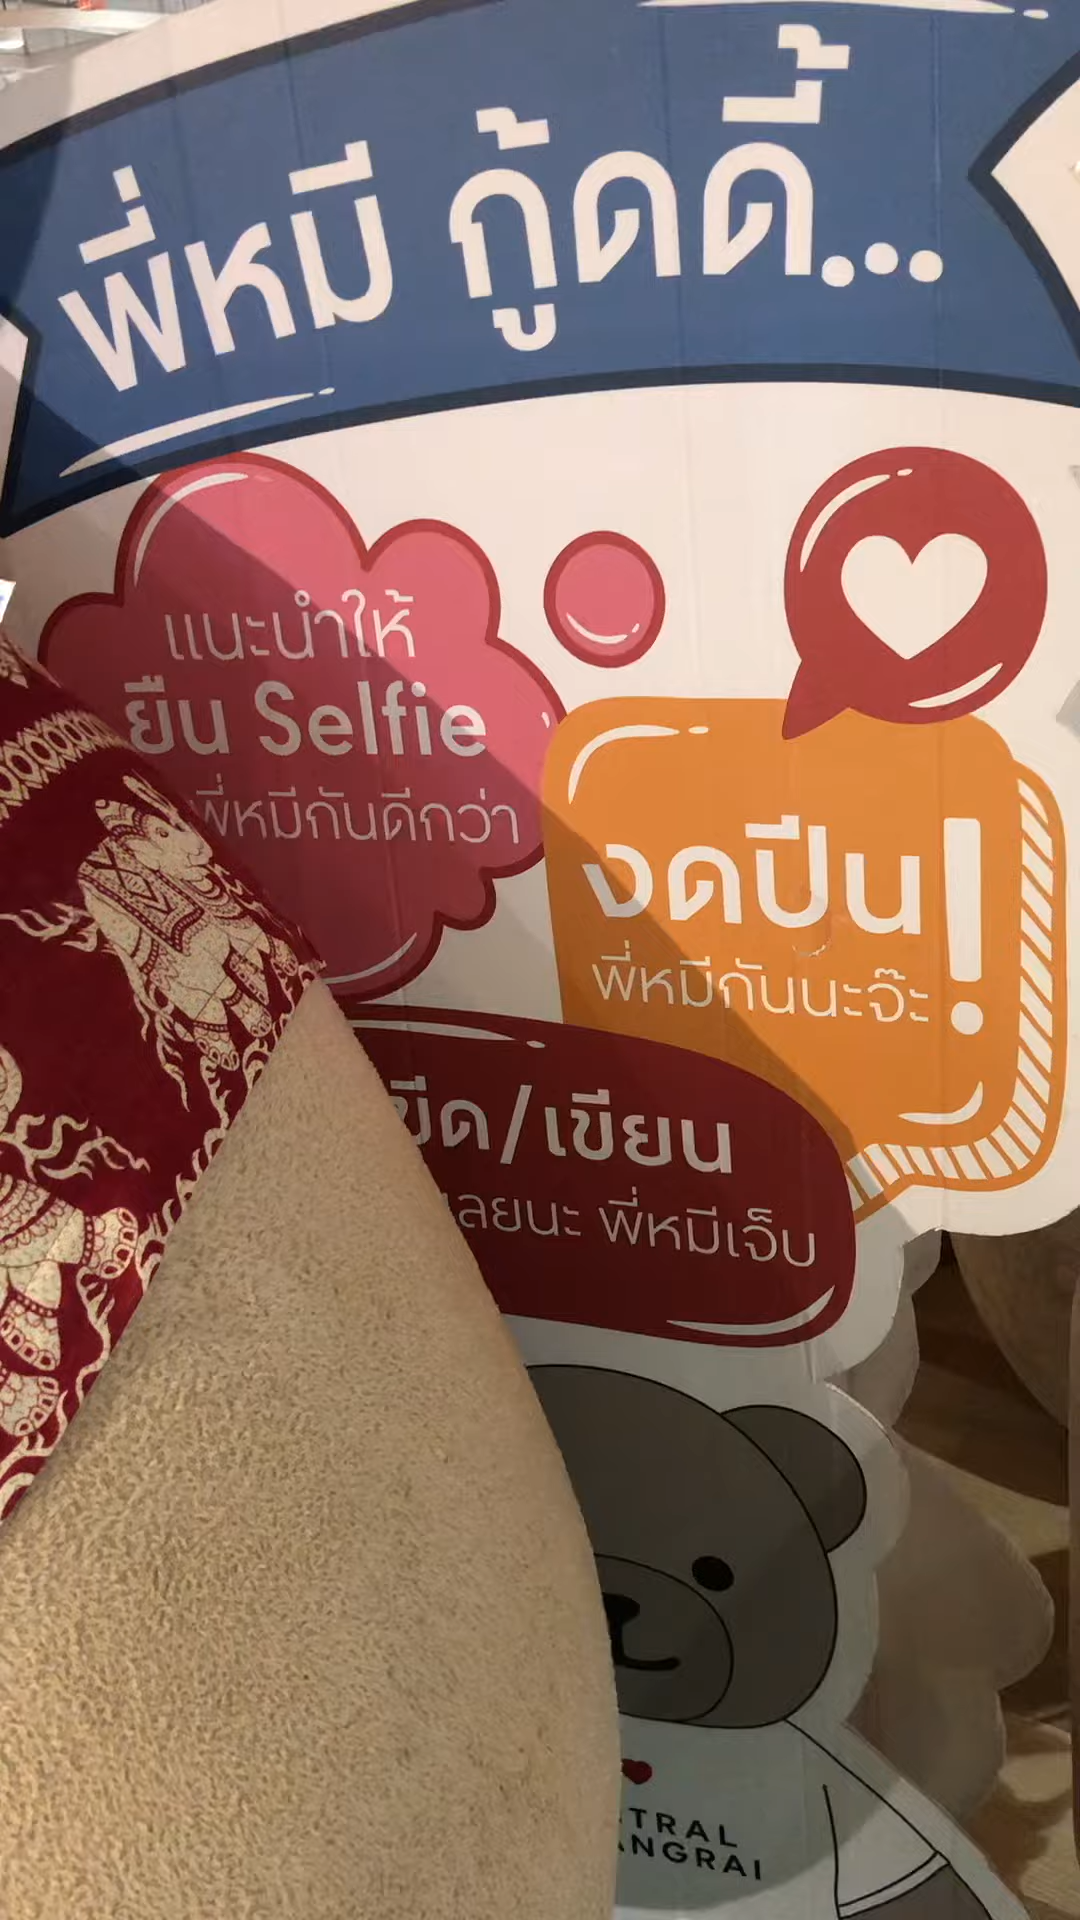 พี่หมี กู้ดดี้...
แนะนำให้
ยืน Selfie
พี่หมีกันดีกว่า
งดปีน!
พี่หมีกันนะจ๊ะ
ขีด/เขียน
เลยนะ พี่หมีเจ็บ
TRAL
ANGRAI